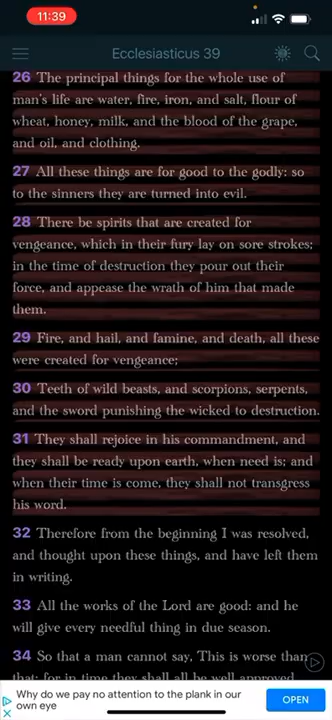 11:39
Ecclesiasticus 39
26 The principal things for the whole use of
man's life are water, fire, iron, and salt, flour of
wheat, honey, milk, and the blood of the grape,
and oil, and clothing.
27 All these things are for good to the godly: so
to the sinners they are turned into evil.
28 There be spirits that are created for
vengeance, which in their fury lay on sore strokes;
in the time of destruction they pour out their
force, and appease the wrath of him that made
them.
29 Fire, and hail, and famine, and death, all these
were created for vengeance;
30 Teeth of wild beasts, and scorpions, serpents,
and the sword punishing the wicked to destruction.
31 They shall rejoice in his commandment, and
they shall be ready upon earth, when need is; and
when their time is come, they shall not transgress
his word.
32 Therefore from the beginning I was resolved,
and thought upon these things, and have left them
in writing.
33 All the works of the Lord are good: and he
will give every needful thing in due season.
34 So that a man cannot say, This is worse than
that: for in time they shall all be well approved
Why do we pay no attention to the plank in our
own eye
OPEN